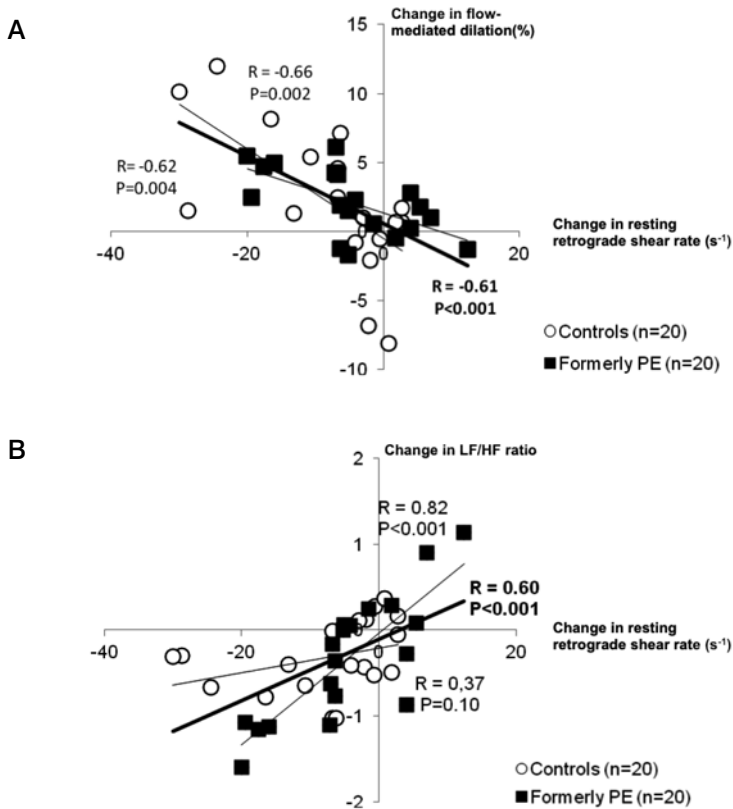 A
Change in flow-
mediated dilation(%)
15
R = -0.66
P=0.002
10
R= -0.62
P=0.004
5
Change in resting
retrograde shear rate (s-1)
0
-40
-20
0
20
R = -0.61
P<0.001
-5
Controls (n=20)
Formerly PE (n=20)
-10
B
Change in LF/HF ratio
2
R = 0.82
P<0.001
1
R = 0.60
P<0.001
Change in resting
retrograde shear rate (s-1)
0
-40
-20
0
20
R = 0,37
P=0.10
-1
Controls (n=20)
Formerly PE (n=20)
-2